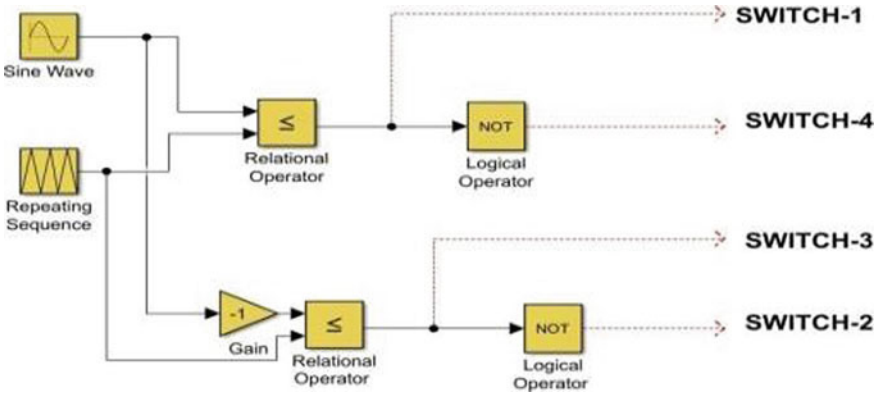 SWITCH-1
Sine Wave
≤
NOT
SWITCH-4
Relational
Operator
Logical
Operator
Repeating
Sequence
SWITCH-3
-1
≤
NOT
SWITCH-2
Gain
Relational
Operator
Logical
Operator